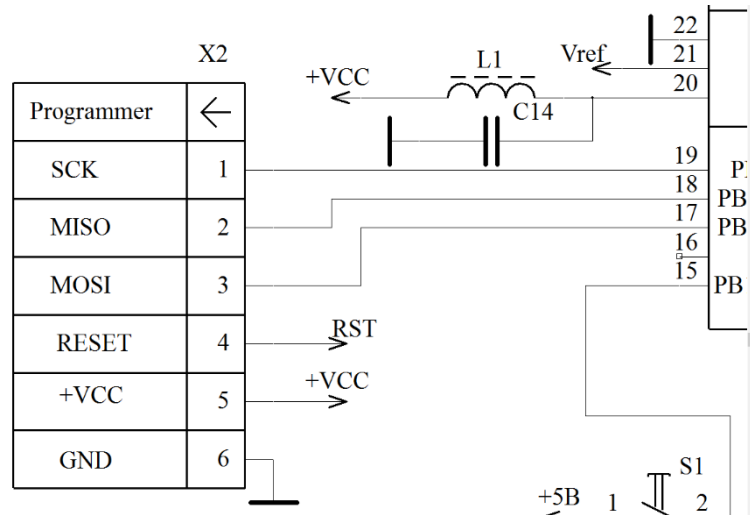 X2
Programmer
SCK 1
MISO 2
MOSI 3
RESET 4
+VCC 5
GND 6
RST
+VCC
+VCC
L1
C14
Vref
22
21
20
19
18 PB
17 PB
16
15 PB
S1
+5B 1 2